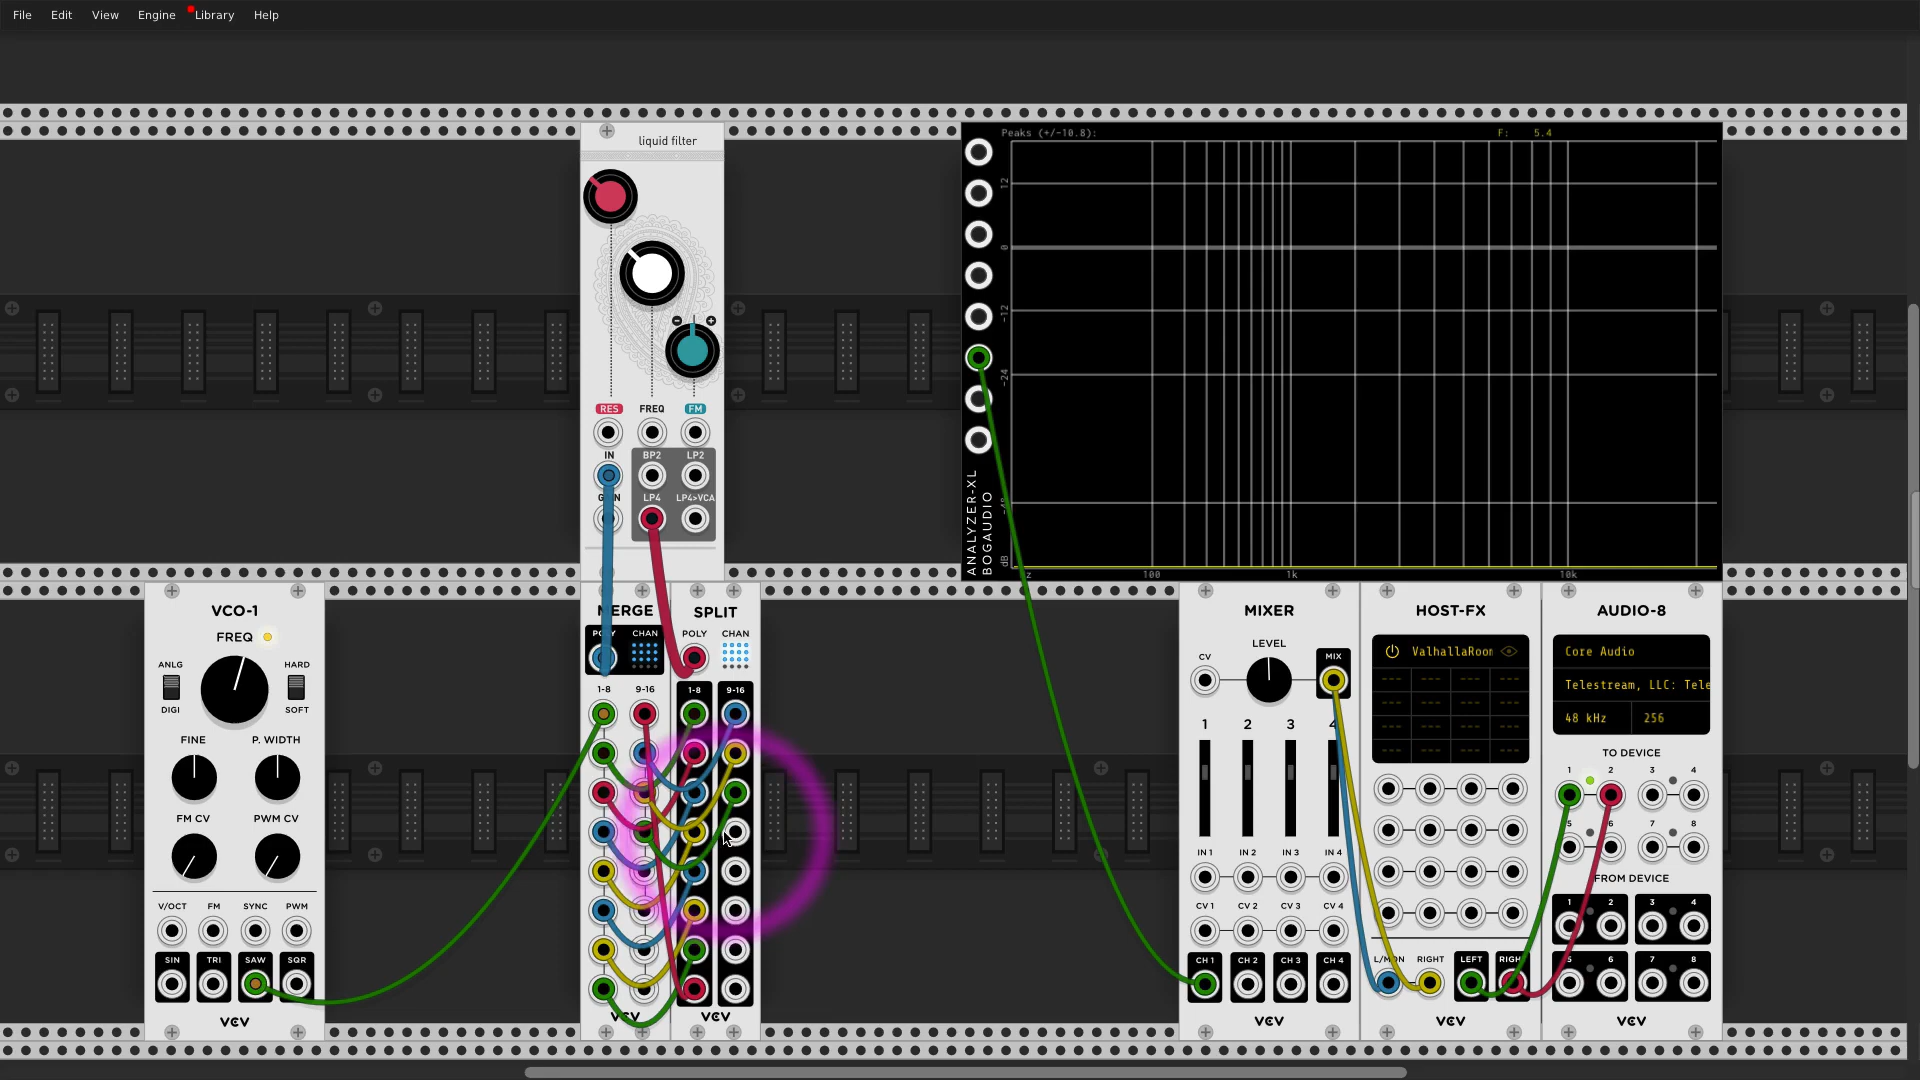 File Edit View Engine Library Help
liquid filter
RES FREQ FM
IN BP2 LP2
LP4 LP4>VCA
Peaks (+/-10.8): F: 5.4
12
0
-12
-24
dB
100 1k 10k
ANALYZER-XL
BOGAUDIO
VCO-1
FREQ
ANLG HARD
DIGI SOFT
FINE P. WIDTH
FM CV PWM CV
V/OCT FM SYNC PWM
SIN TRI SAW SQR
VCV
MERGE
POLY CHAN
1-8 9-16
VCV
SPLIT
POLY CHAN
1-8 9-16
VCV
MIXER
LEVEL
CV MIX
1 2 3 4
IN 1 IN 2 IN 3 IN 4
CV 1 CV 2 CV 3 CV 4
CH 1 CH 2 CH 3 CH 4
VCV
HOST-FX
ValhallaRoom
L/MON RIGHT LEFT RIGHT
VCV
AUDIO-8
Core Audio
Telestream, LLC: Tele
48 kHz 256
TO DEVICE
1 2 3 4
5 6 7 8
FROM DEVICE
1 2 3 4
5 6 7 8
VCV